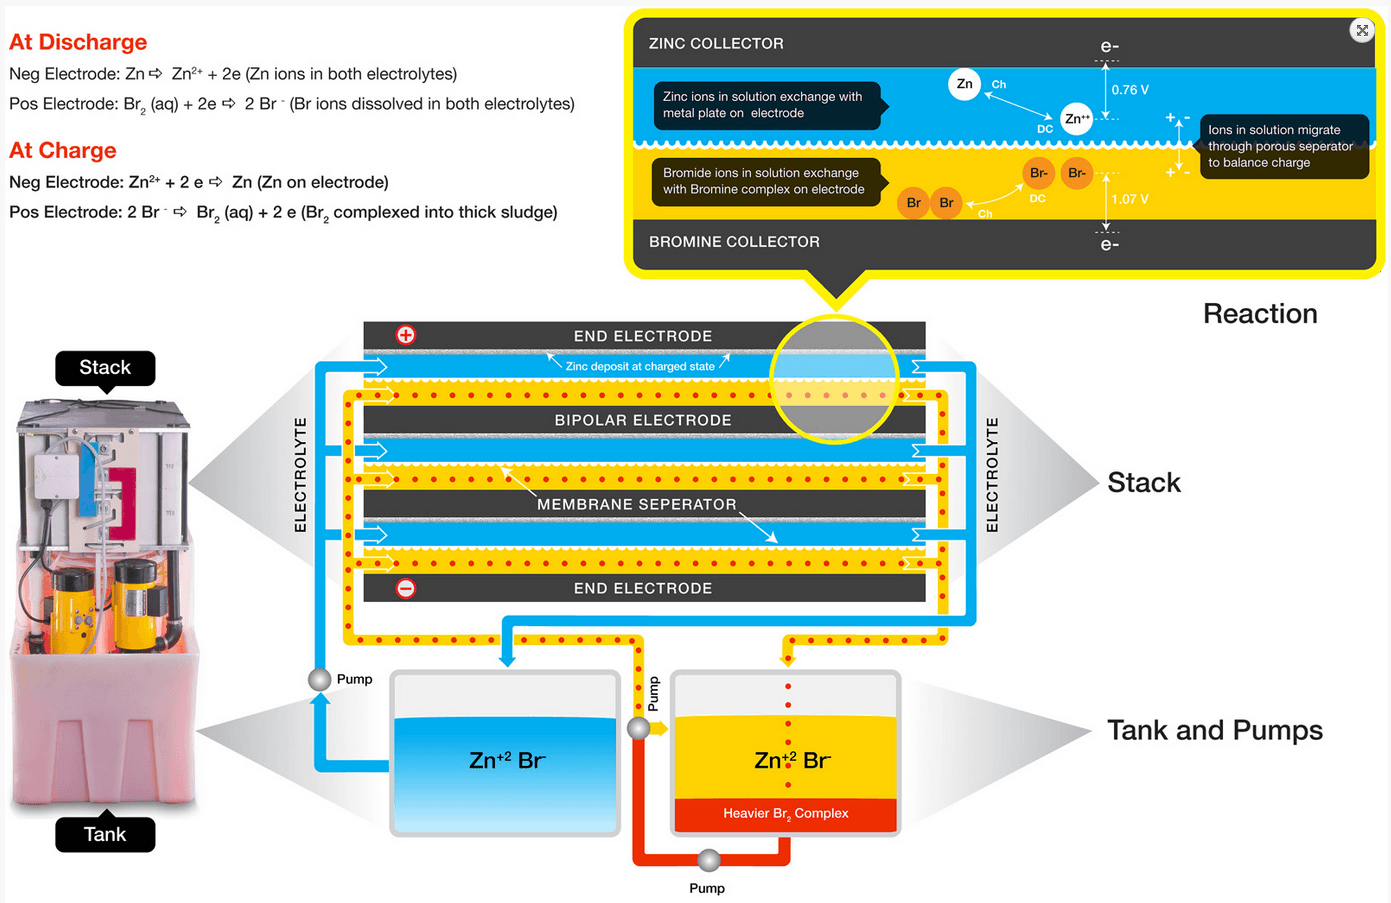 At Discharge
Neg Electrode: Zn ⇨ Zn²⁺ + 2e (Zn ions in both electrolytes)
Pos Electrode: Br₂ (aq) + 2e ⇨ 2 Br ⁻ (Br ions dissolved in both electrolytes)
At Charge
Neg Electrode: Zn²⁺ + 2 e ⇨ Zn (Zn on electrode)
Pos Electrode: 2 Br ⁻ ⇨ Br₂ (aq) + 2 e (Br₂ complexed into thick sludge)
ZINC COLLECTOR
e-
Zn
Ch
0.76 V
Zinc ions in solution exchange with
metal plate on electrode
Zn⁺⁺
DC
+ -
Ions in solution migrate
through porous seperator
to balance charge
Bromide ions in solution exchange
with Bromine complex on electrode
Br-
Br-
+ -
Br
Br
Ch
DC
1.07 V
BROMINE COLLECTOR
e-
Reaction
Stack
+
END ELECTRODE
Zinc deposit at charged state
BIPOLAR ELECTRODE
ELECTROLYTE
ELECTROLYTE
Stack
MEMBRANE SEPERATOR
−
END ELECTRODE
Pump
Pump
Zn⁺² Br⁻
Zn⁺² Br⁻
Tank and Pumps
Heavier Br₂ Complex
Tank
Pump